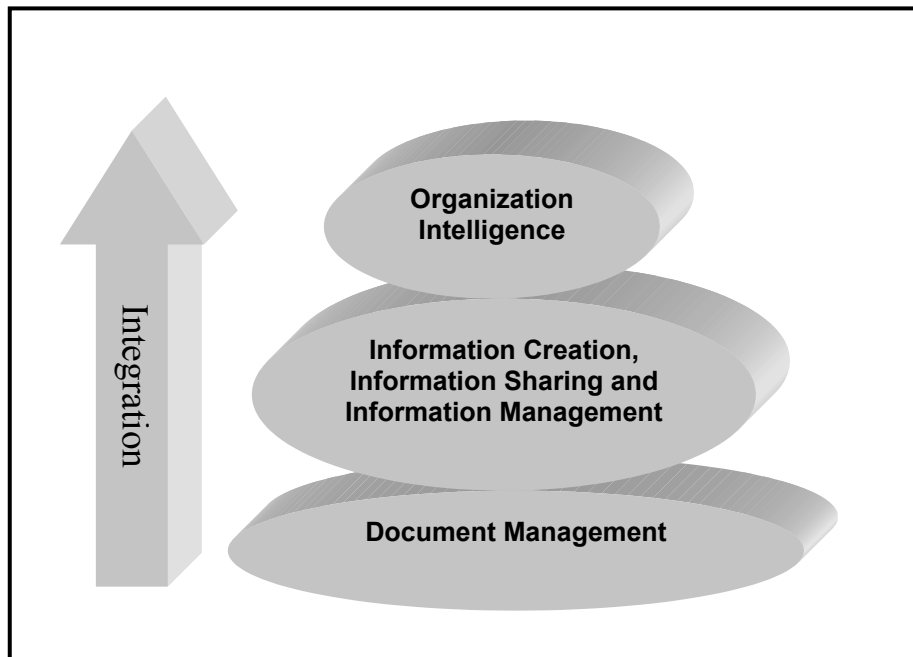 Organization
Intelligence
Integration
Information Creation,
Information Sharing and
Information Management
Document Management